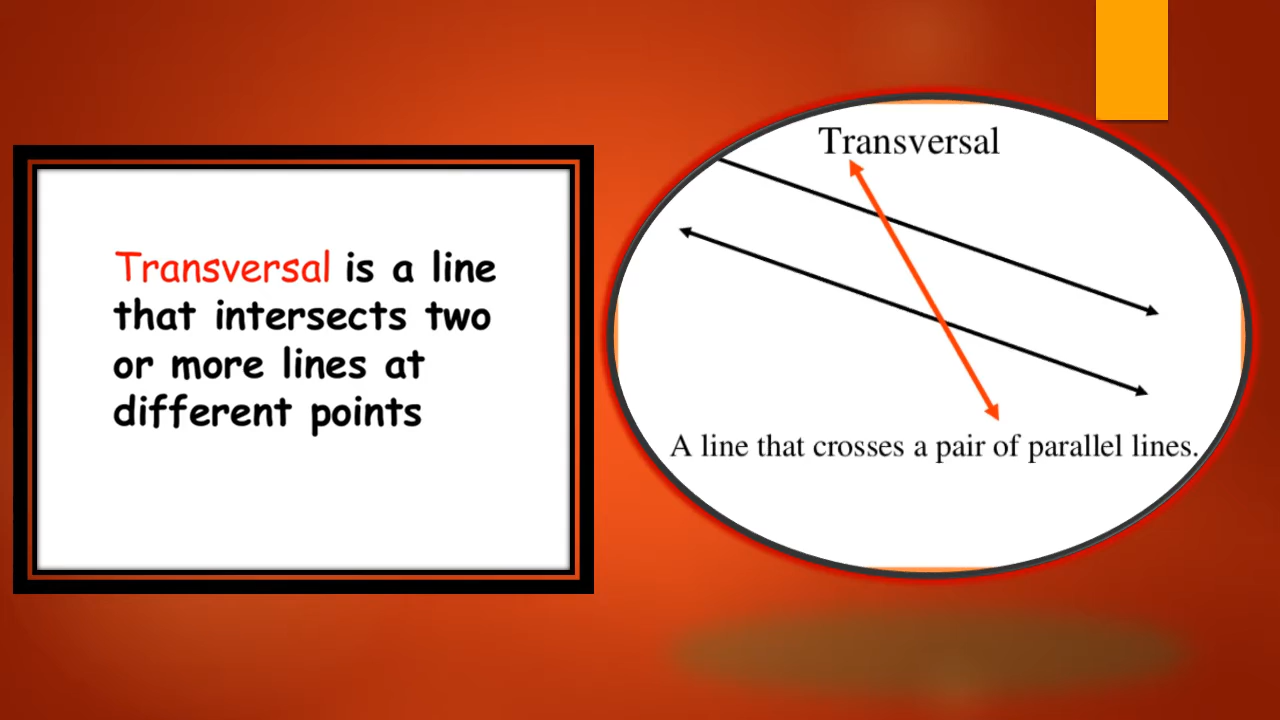 Transversal is a line
that intersects two
or more lines at
different points
Transversal
A line that crosses a pair of parallel lines.